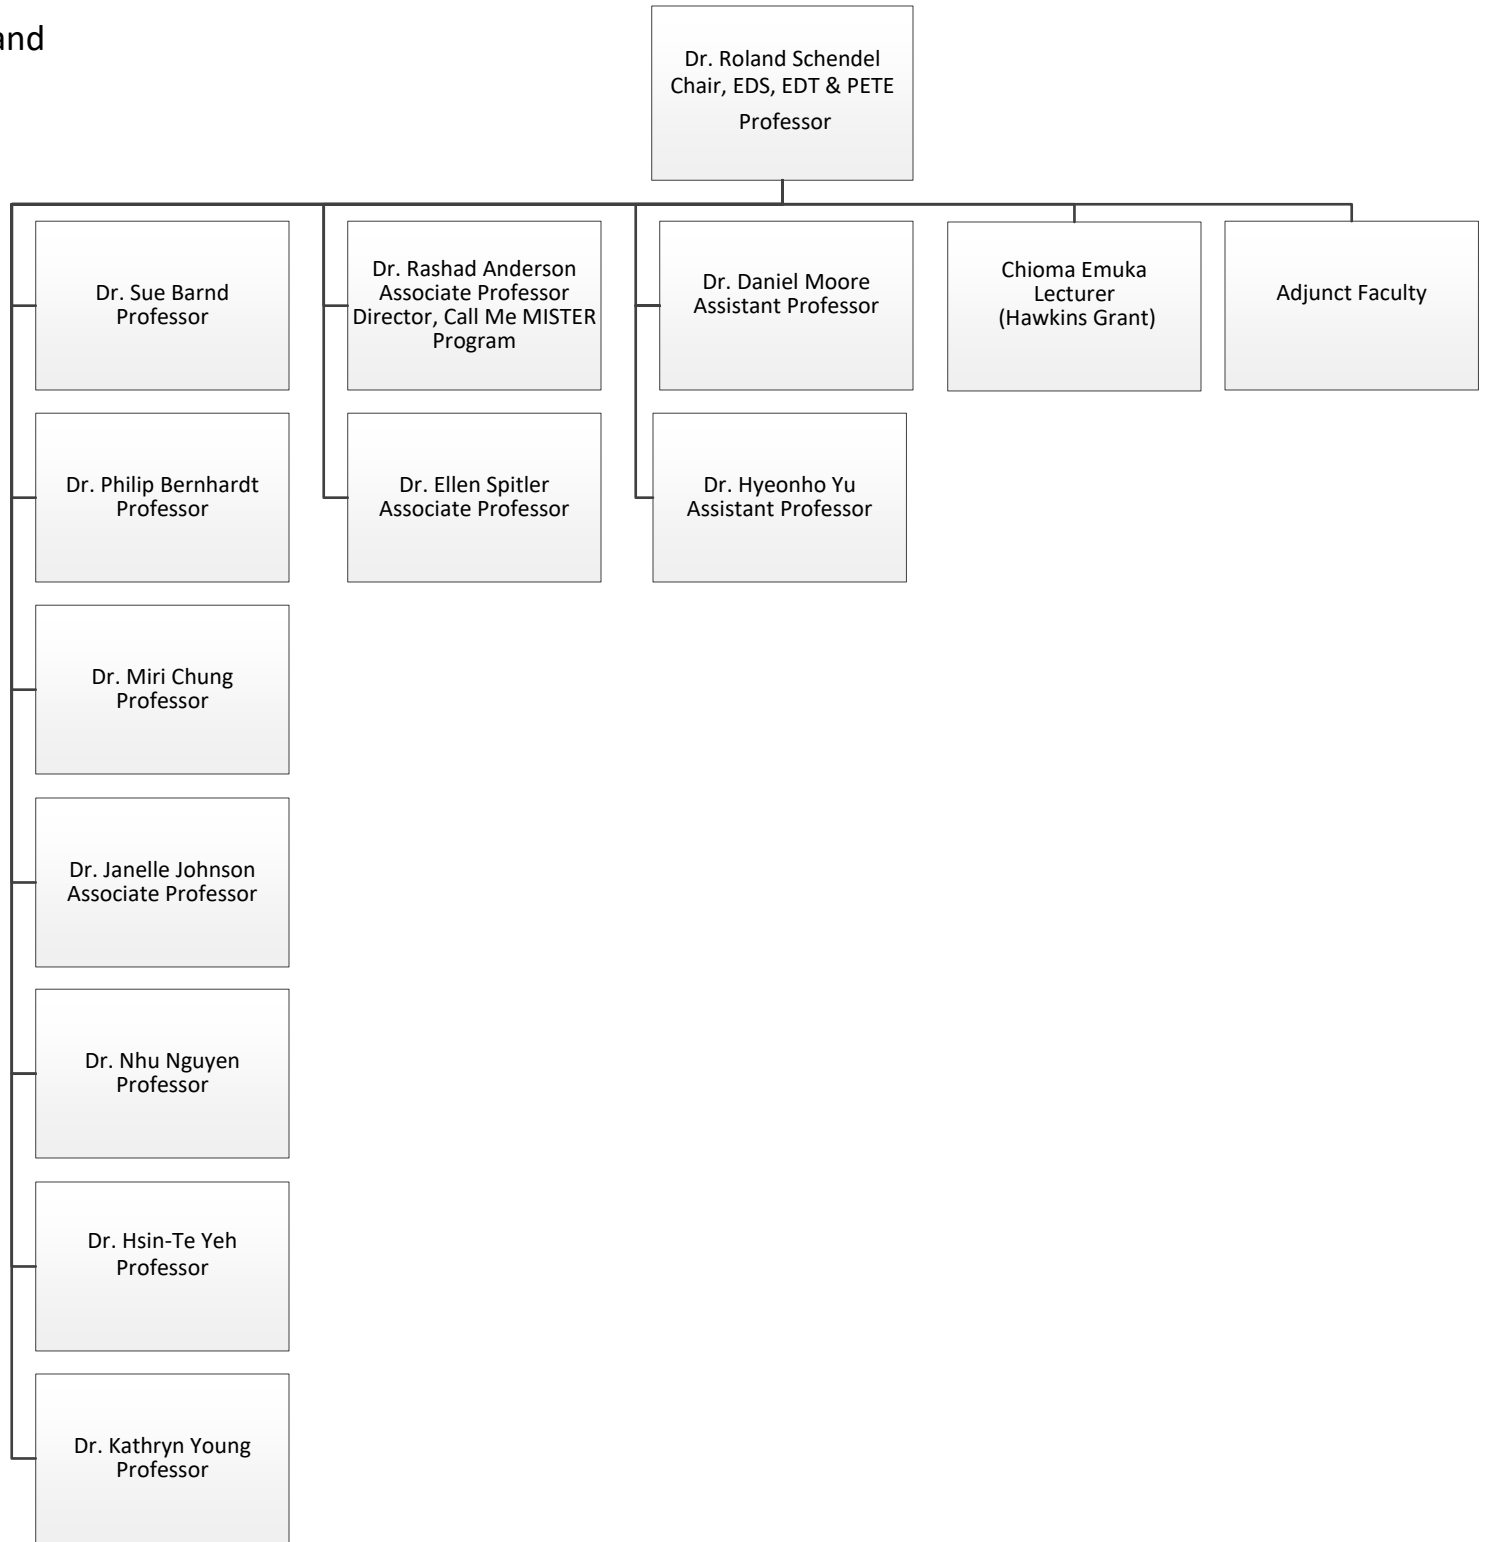 and
Dr. Roland Schendel
Chair, EDS, EDT & PETE
Professor
Dr. Sue Barnd
Professor
Dr. Rashad Anderson
Associate Professor
Director, Call Me MISTER
Program
Dr. Daniel Moore
Assistant Professor
Chioma Emuka
Lecturer
(Hawkins Grant)
Adjunct Faculty
Dr. Philip Bernhardt
Professor
Dr. Ellen Spitler
Associate Professor
Dr. Hyeonho Yu
Assistant Professor
Dr. Miri Chung
Professor
Dr. Janelle Johnson
Associate Professor
Dr. Nhu Nguyen
Professor
Dr. Hsin-Te Yeh
Professor
Dr. Kathryn Young
Professor